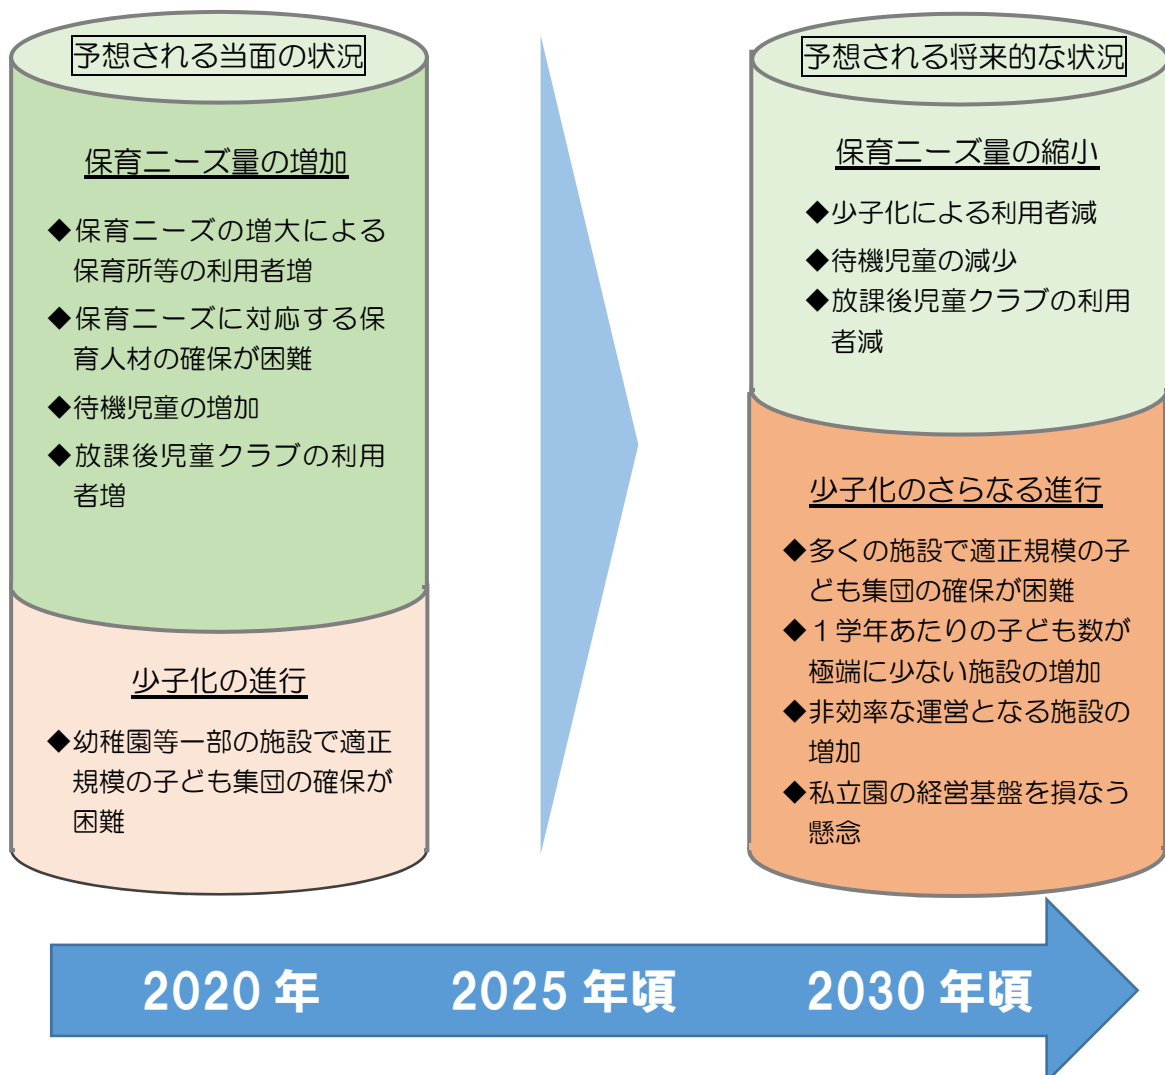 予想される当面の状況
保育ニーズ量の増加
◆保育ニーズの増大による
保育所等の利用者増
◆保育ニーズに対応する保
育人材の確保が困難
◆待機児童の増加
◆放課後児童クラブの利用
者増
少子化の進行
◆幼稚園等一部の施設で適正
規模の子ども集団の確保が
困難
予想される将来的な状況
保育ニーズ量の縮小
◆少子化による利用者減
◆待機児童の減少
◆放課後児童クラブの利用
者減
少子化のさらなる進行
◆多くの施設で適正規模の子
ども集団の確保が困難
◆１学年あたりの子ども数が
極端に少ない施設の増加
◆非効率な運営となる施設の
増加
◆私立園の経営基盤を損なう
懸念
2020 年 2025 年頃 2030 年頃